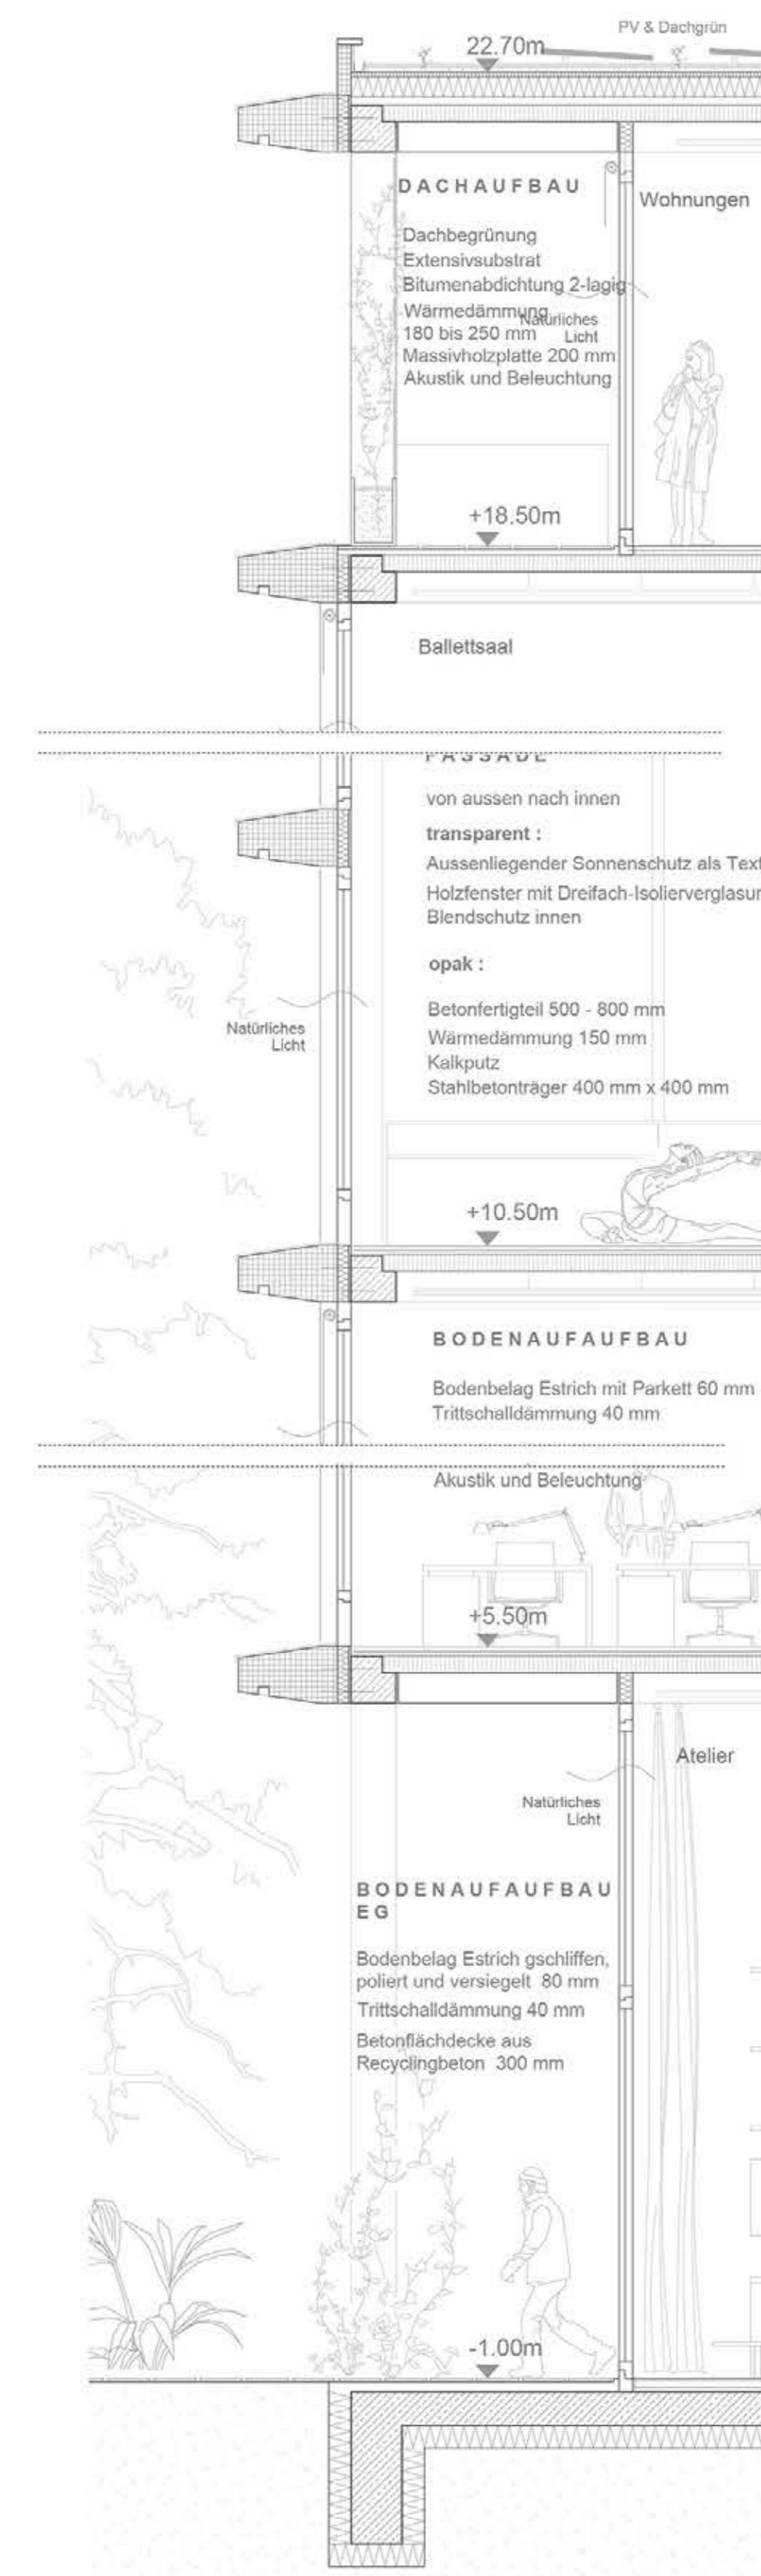 PV & Dachgrün
22.70m
DACHAUFBAU
Wohnungen
Dachbegrünung
Extensivsubstrat
Bitumenabdichtung 2-lagig
Wärmedämmung
180 bis 250 mm
Natürliches
Licht
Massivholzplatte 200 mm
Akustik und Beleuchtung
+18.50m
Ballettsaal
FASSADE
von aussen nach innen
transparent :
Aussenliegender Sonnenschutz als Text
Holzfenster mit Dreifach-Isolierverglasun
Blendschutz innen
opak :
Betonfertigteil 500 - 800 mm
Wärmedämmung 150 mm
Kalkputz
Stahlbetonträger 400 mm x 400 mm
Natürliches
Licht
+10.50m
BODENAUFAUFBAU
Bodenbelag Estrich mit Parkett 60 mm
Trittschalldämmung 40 mm
Akustik und Beleuchtung
+5.50m
Atelier
Natürliches
Licht
BODENAUFAUFBAU
EG
Bodenbelag Estrich gschliffen,
poliert und versiegelt 80 mm
Trittschalldämmung 40 mm
Betonflächdecke aus
Recyclingbeton 300 mm
-1.00m